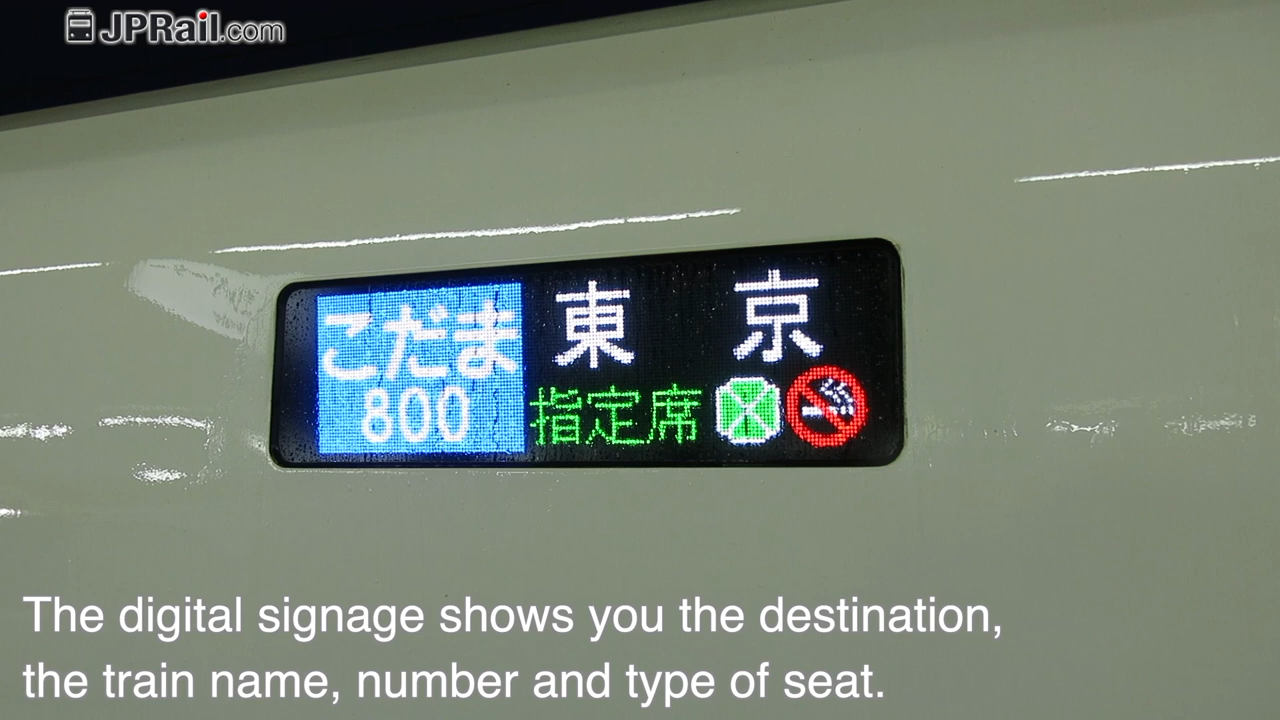 JPRail.com
こだま 東京
800 指定席
The digital signage shows you the destination,
the train name, number and type of seat.